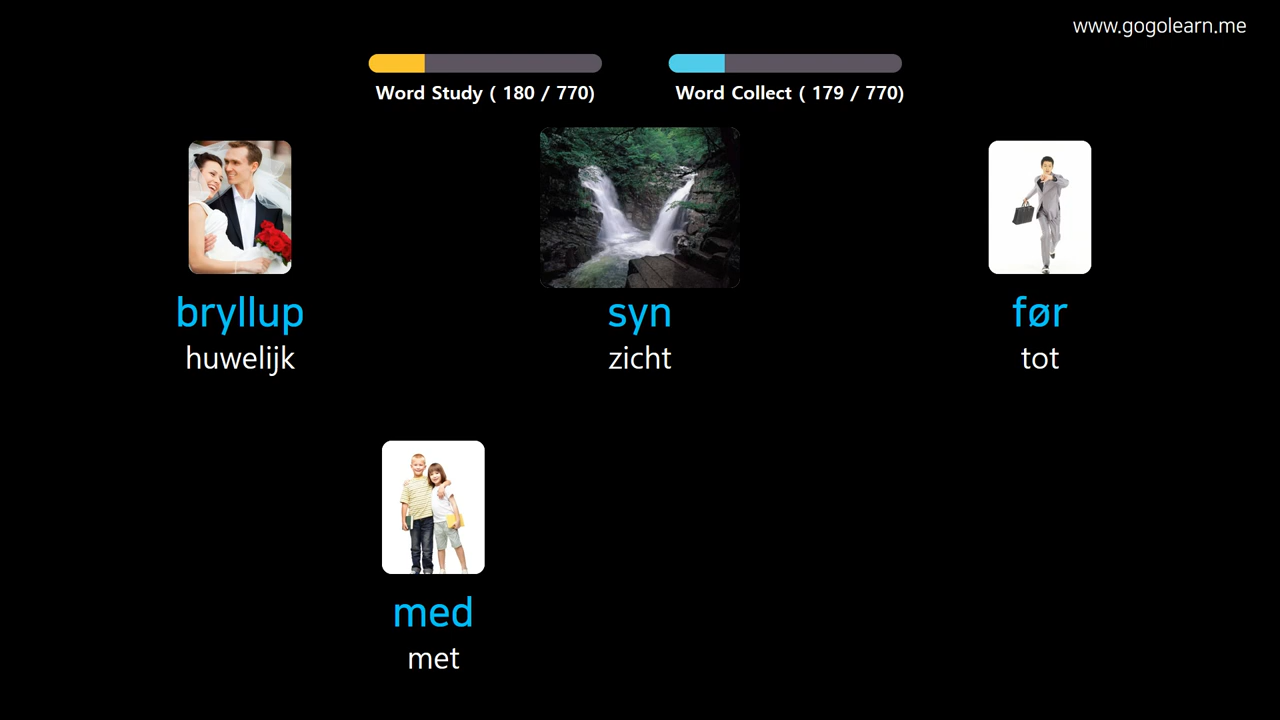 www.gogolearn.me
Word Study ( 180 / 770)
Word Collect ( 179 / 770)
bryllup
huwelijk
syn
zicht
før
tot
med
met